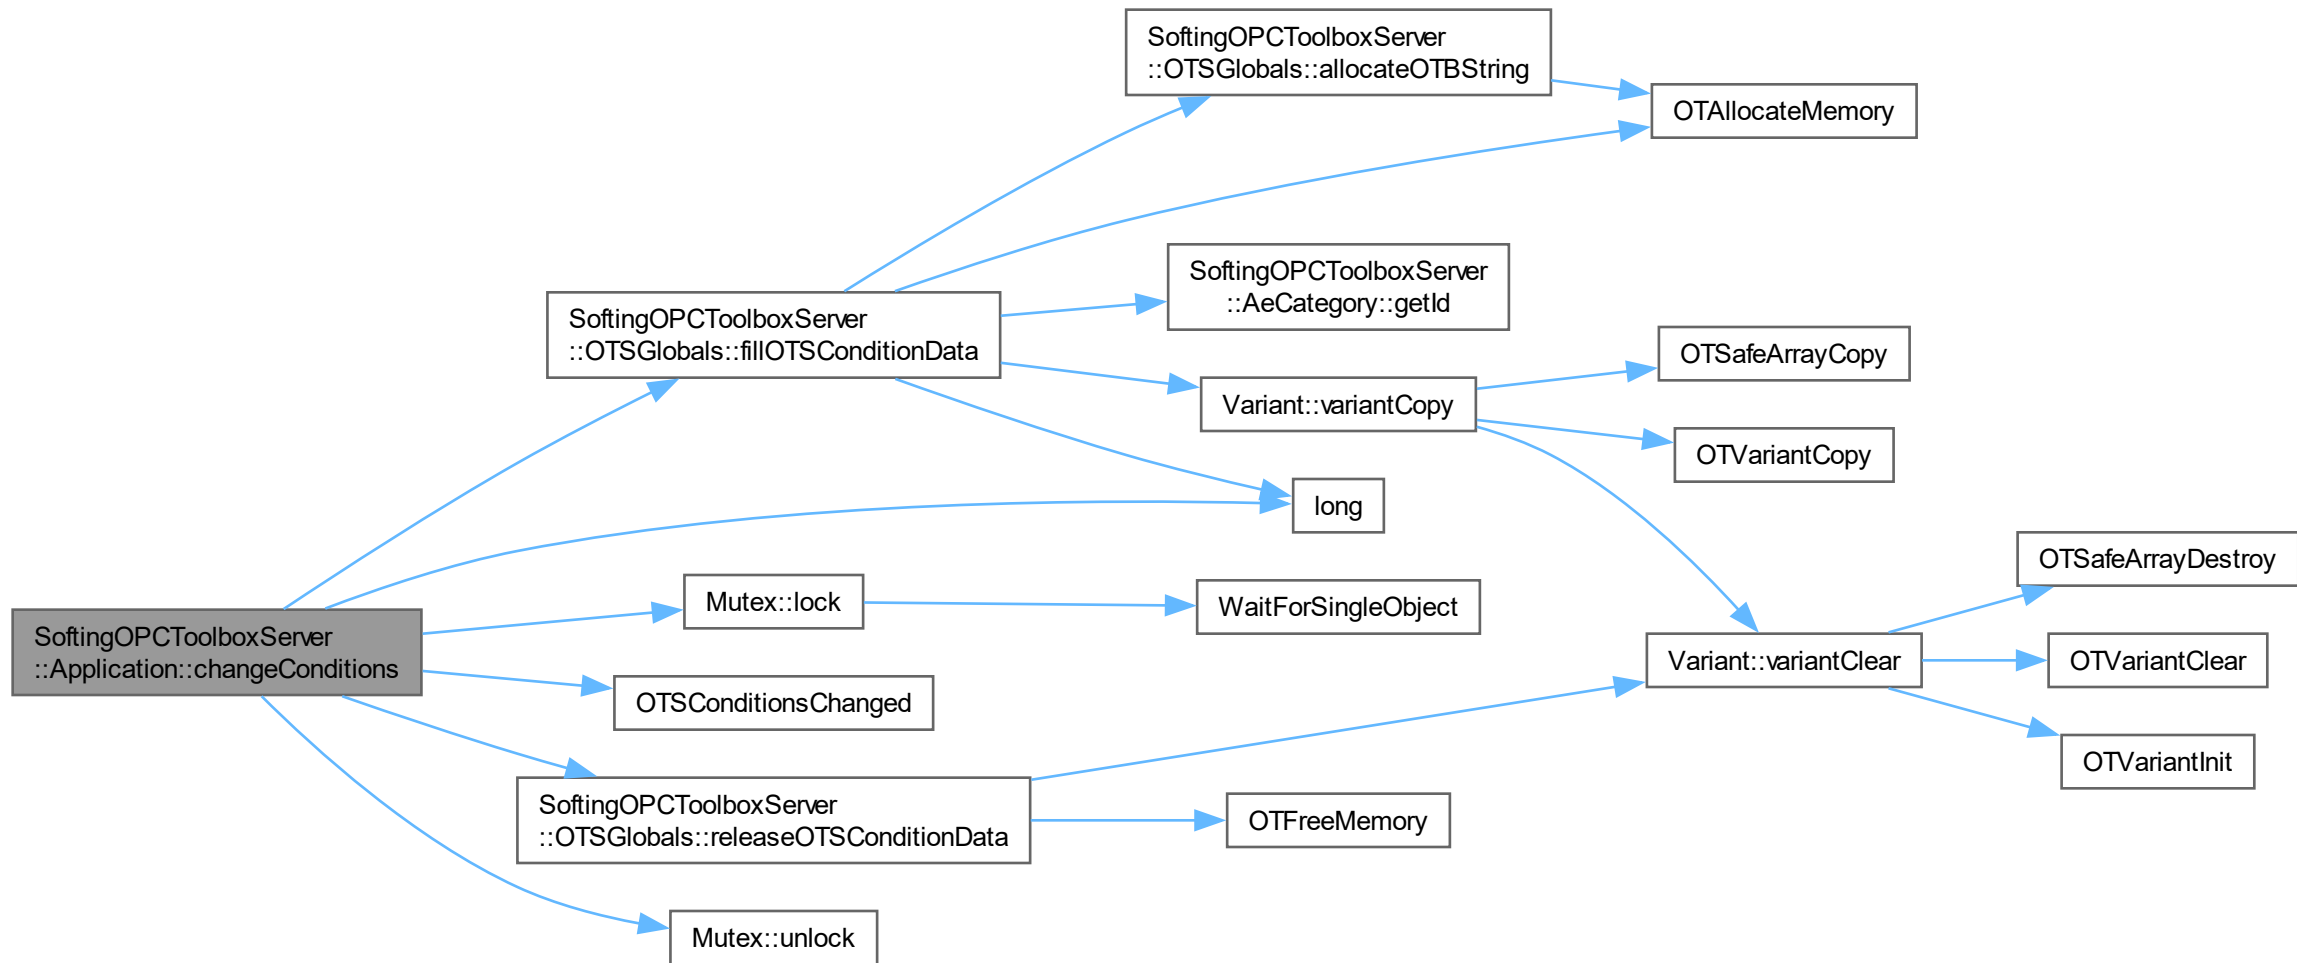 SoftingOPCToolboxServer
::OTSGlobals::allocateOTBString
OTAllocateMemory
SoftingOPCToolboxServer
::AeCategory::getId
SoftingOPCToolboxServer
::OTSGlobals::fillOTSConditionData
OTSafeArrayCopy
Variant::variantCopy
OTVariantCopy
long
OTSafeArrayDestroy
Mutex::lock
WaitForSingleObject
SoftingOPCToolboxServer
::Application::changeConditions
Variant::variantClear
OTVariantClear
OTSConditionsChanged
OTVariantInit
SoftingOPCToolboxServer
::OTSGlobals::releaseOTSConditionData
OTFreeMemory
Mutex::unlock